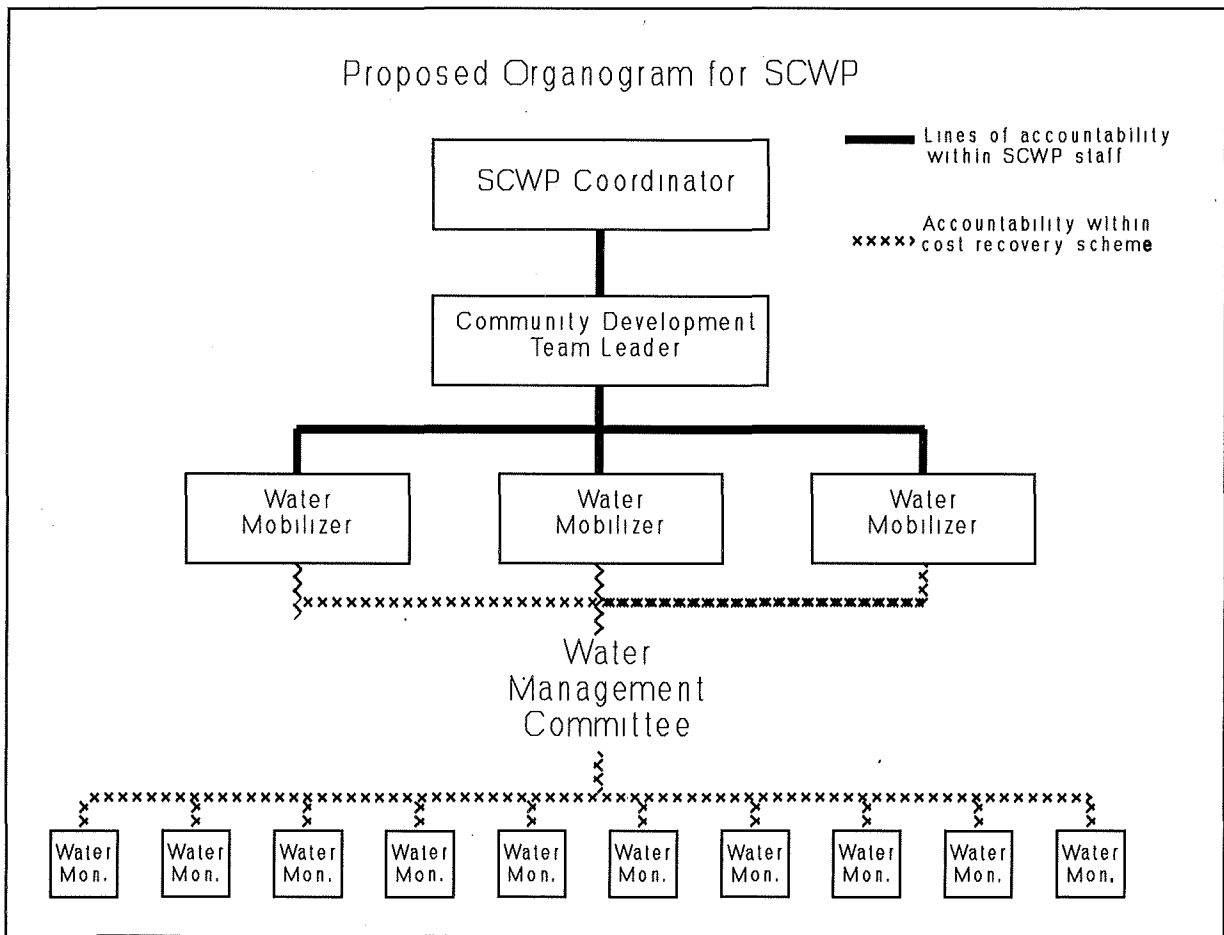 Proposed Organogram for SCWP
Lines of accountability
within SCWP staff
Accountability within
cost recovery scheme
SCWP Coordinator
Community Development
Team Leader
Water
Mobilizer
Water
Mobilizer
Water
Mobilizer
Water
Management
Committee
Water
Mon.
Water
Mon.
Water
Mon.
Water
Mon.
Water
Mon.
Water
Mon.
Water
Mon.
Water
Mon.
Water
Mon.
Water
Mon.